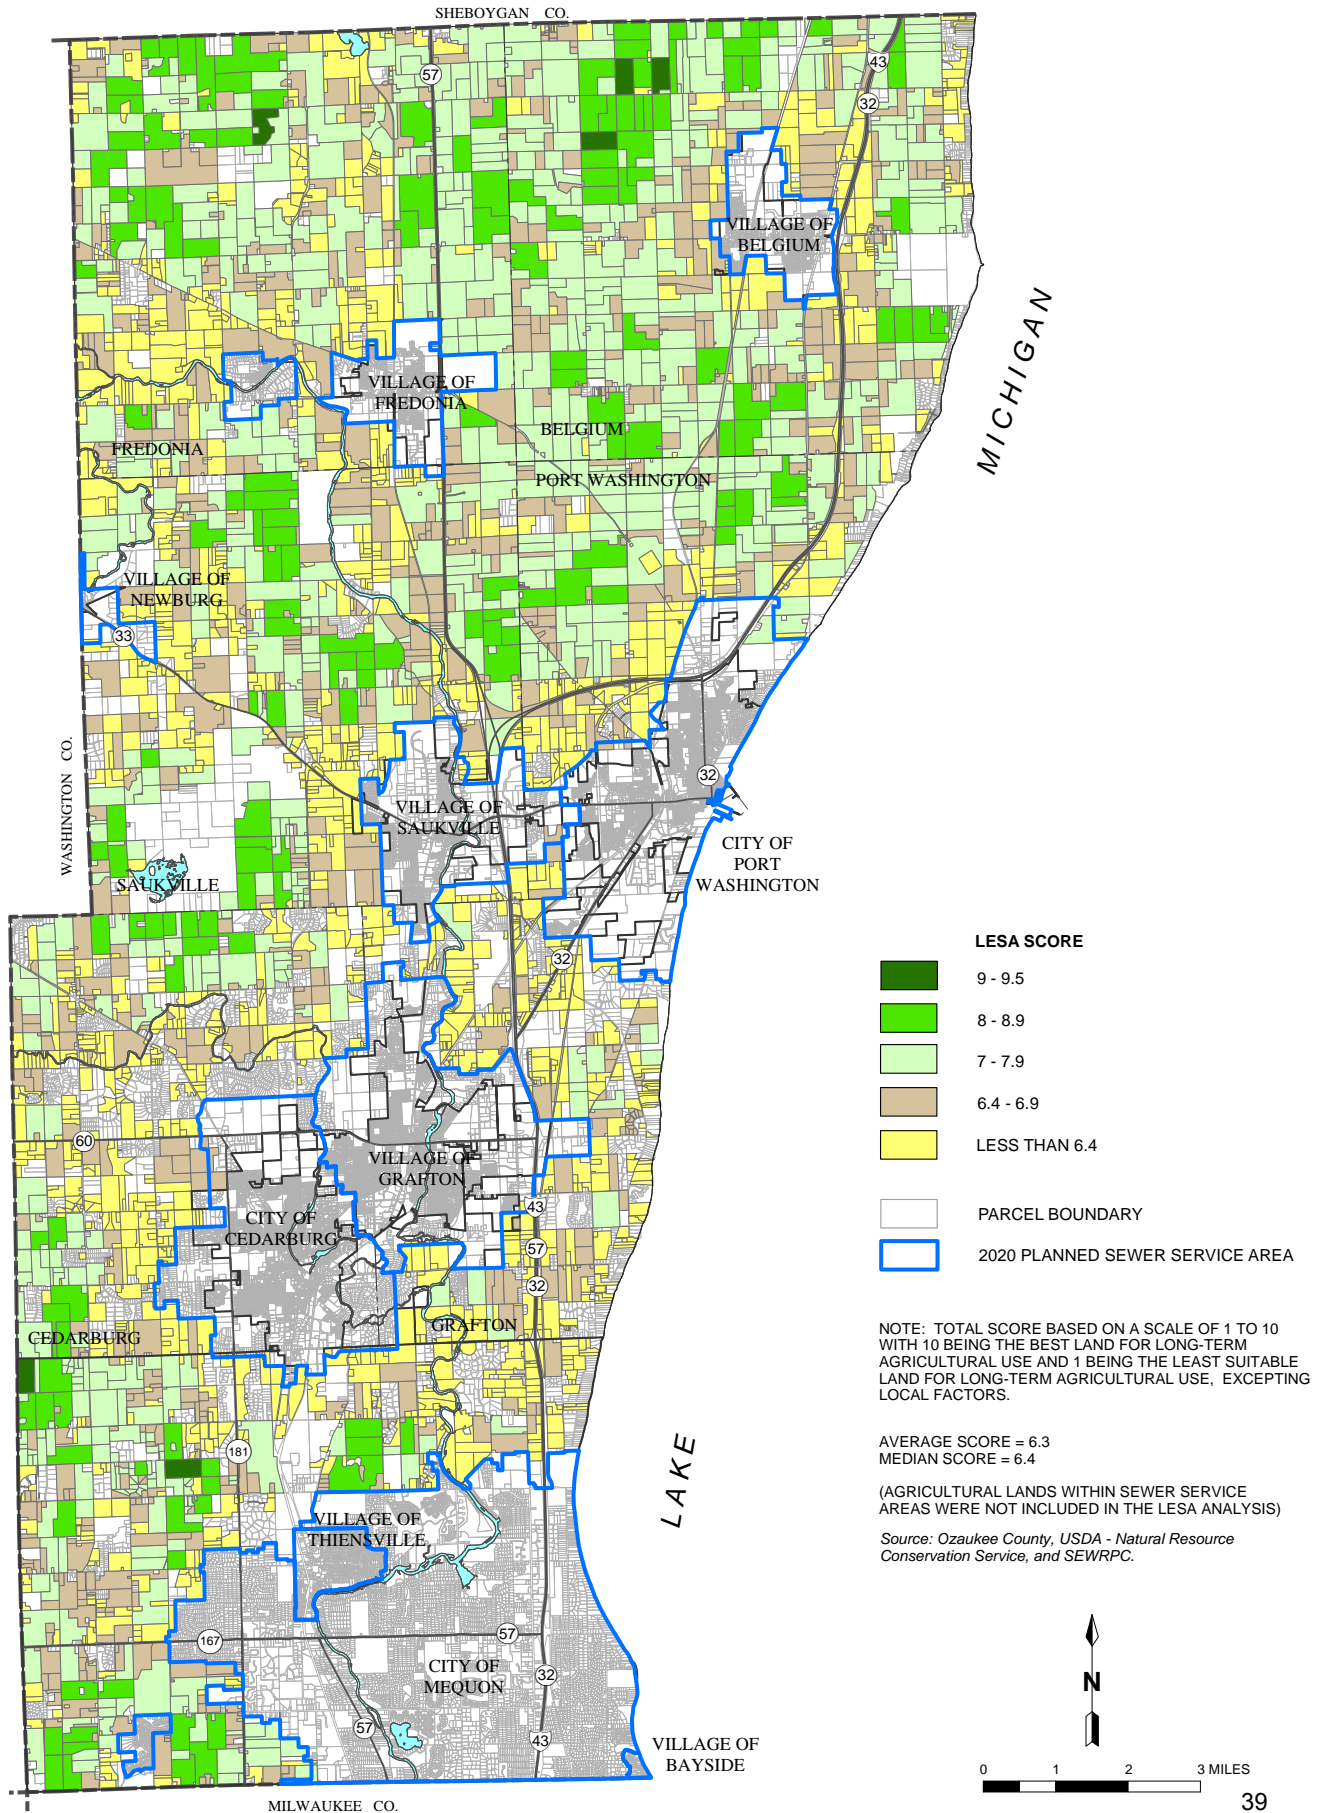 SHEBOYGAN CO.
57
43
32
VILLAGE OF
BELGIUM
MICHIGAN
VILLAGE OF
FREDONIA
BELGIUM
FREDONIA
PORT WASHINGTON
VILLAGE OF
NEWBURG
33
WASHINGTON CO.
32
VILLAGE OF
SAUKVILLE
CITY OF
PORT
WASHINGTON
SAUKVILLE
32
60
VILLAGE OF
GRAFTON
43
CITY OF
CEDARBURG
57
32
GRAFTON
CEDARBURG
181
LAKE
VILLAGE OF
THIENSVILLE
167
57
CITY OF
MEQUON
32
57
43
VILLAGE OF
BAYSIDE
MILWAUKEE CO.
LESA SCORE
9 - 9.5
8 - 8.9
7 - 7.9
6.4 - 6.9
LESS THAN 6.4
PARCEL BOUNDARY
2020 PLANNED SEWER SERVICE AREA
NOTE: TOTAL SCORE BASED ON A SCALE OF 1 TO 10
WITH 10 BEING THE BEST LAND FOR LONG-TERM
AGRICULTURAL USE AND 1 BEING THE LEAST SUITABLE
LAND FOR LONG-TERM AGRICULTURAL USE, EXCEPTING
LOCAL FACTORS.
AVERAGE SCORE = 6.3
MEDIAN SCORE = 6.4
(AGRICULTURAL LANDS WITHIN SEWER SERVICE
AREAS WERE NOT INCLUDED IN THE LESA ANALYSIS)
Source: Ozaukee County, USDA - Natural Resource
Conservation Service, and SEWRPC.
N
0 1 2 3 MILES
39